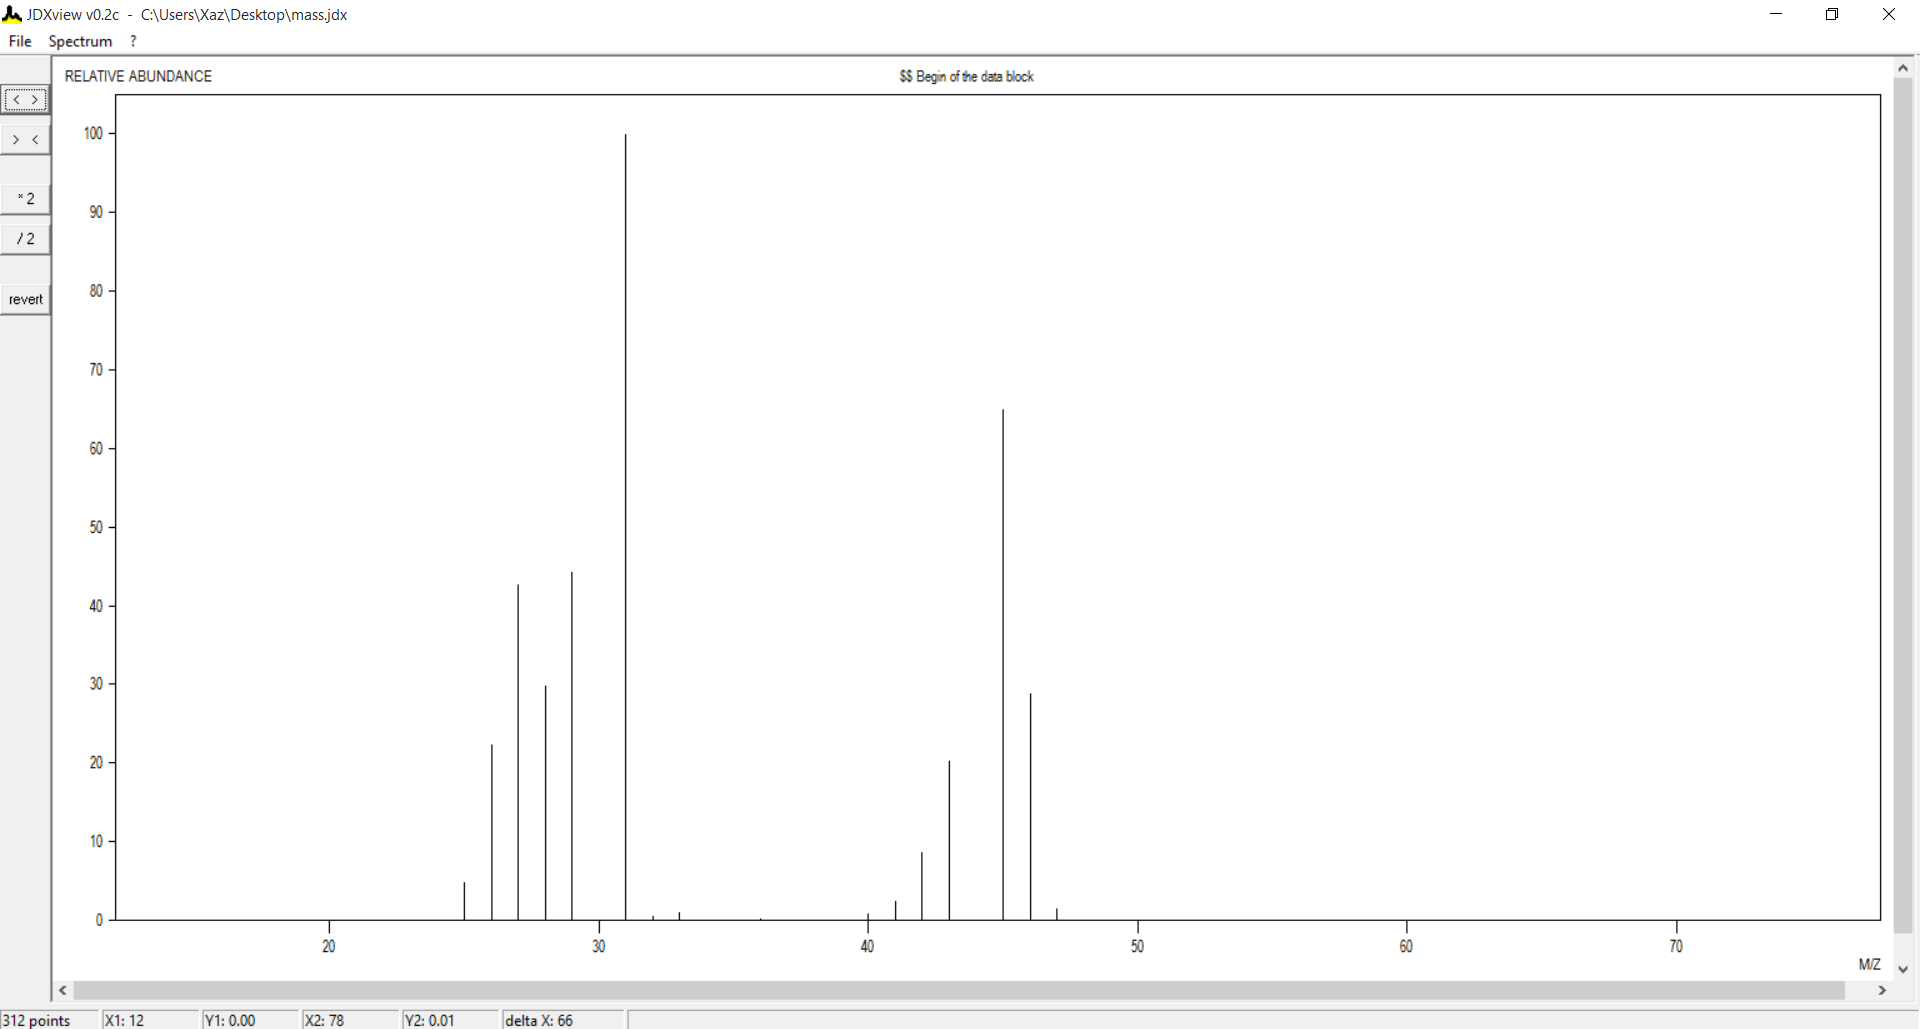 JDXview v0.2c - C:\Users\Xaz\Desktop\mass.jdx
File Spectrum ?
RELATIVE ABUNDANCE
$$ Begin of the data block
< >
> <
* 2
/ 2
revert
100
90
80
70
60
50
40
30
20
10
0
20 30 40 50 60 70
M/Z
312 points X1: 12 Y1: 0.00 X2: 78 Y2: 0.01 delta X: 66